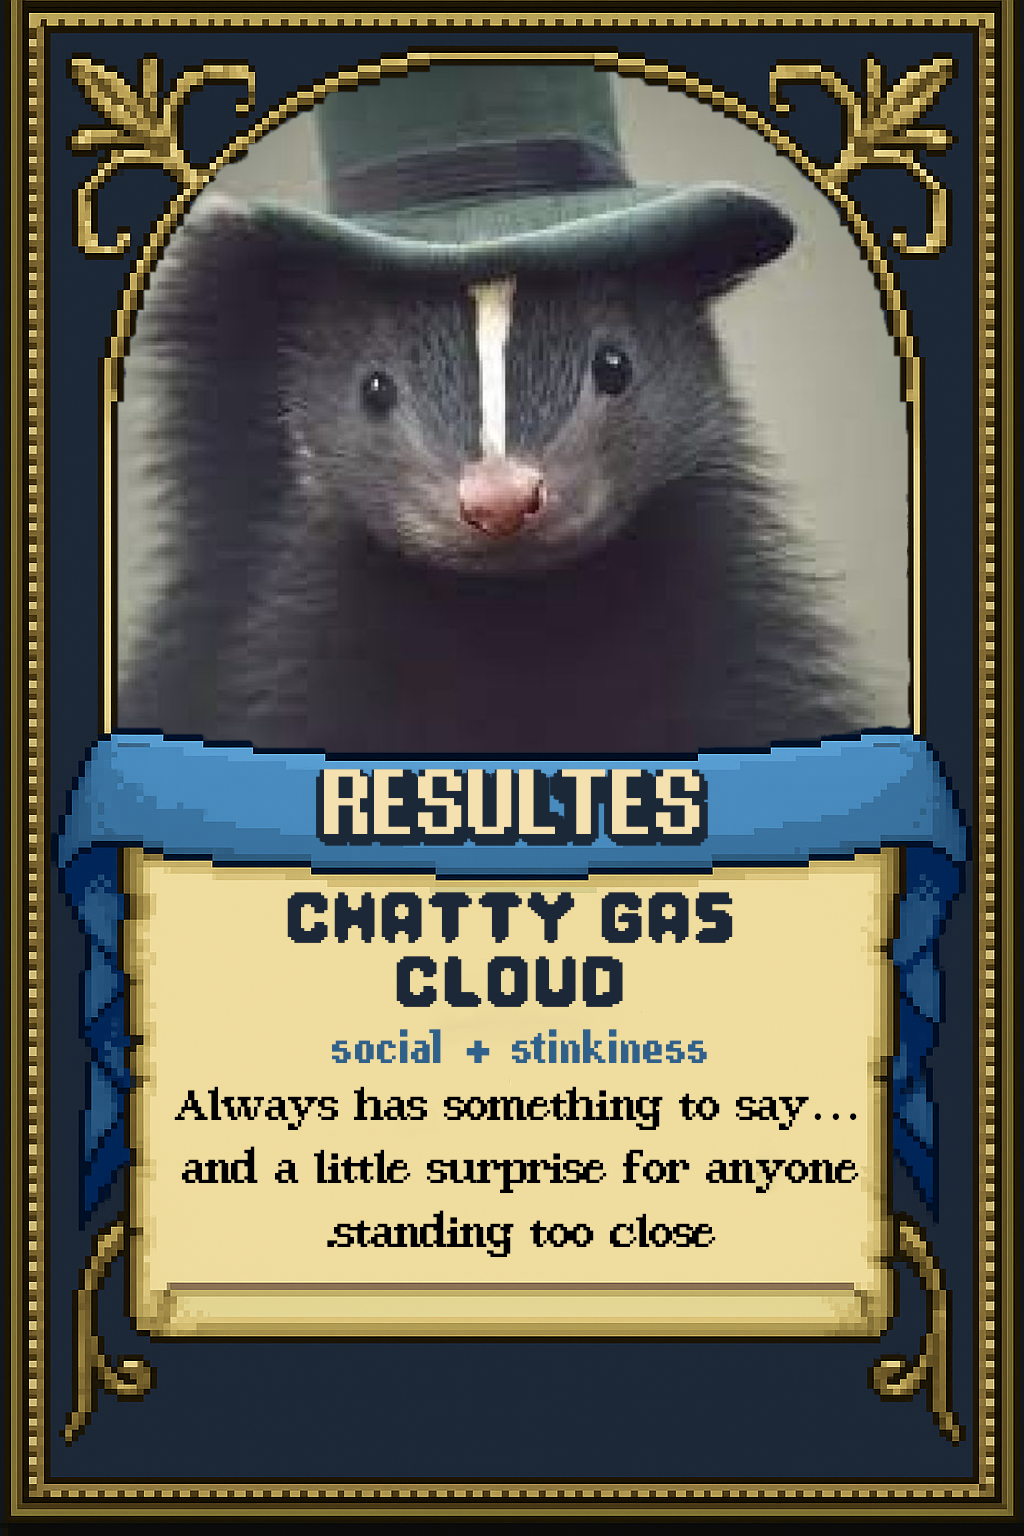 RESULTES
CHATTY GAS
CLOUD
social + stinkiness
Always has something to say...
and a little surprise for anyone
.standing too close